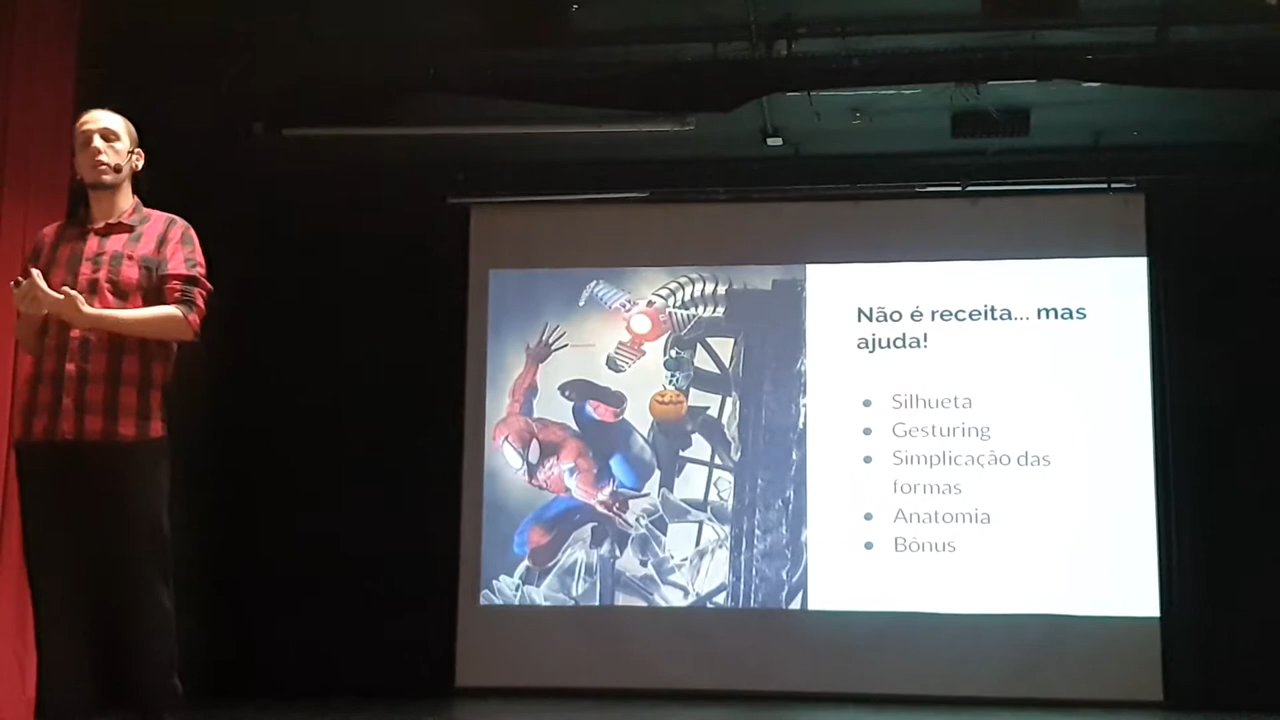 Não é receita... mas
ajuda!
Silhueta
Gesturing
Simplicação das
formas
Anatomia
Bônus